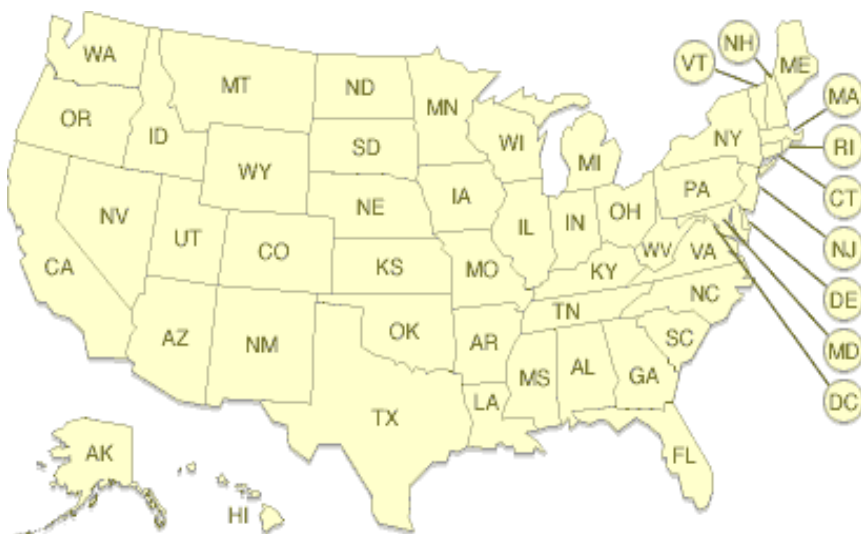 NH
WA
VT
ME
MT
ND
MN
MA
OR
ID
SD
WI
NY
RI
MI
WY
PA
CT
IA
NE
NV
OH
IL
IN
UT
NJ
CO
WV
VA
CA
KS
MO
KY
DE
NC
TN
OK
AZ
NM
AR
SC
MD
MS
AL
GA
LA
DC
TX
AK
FL
HI